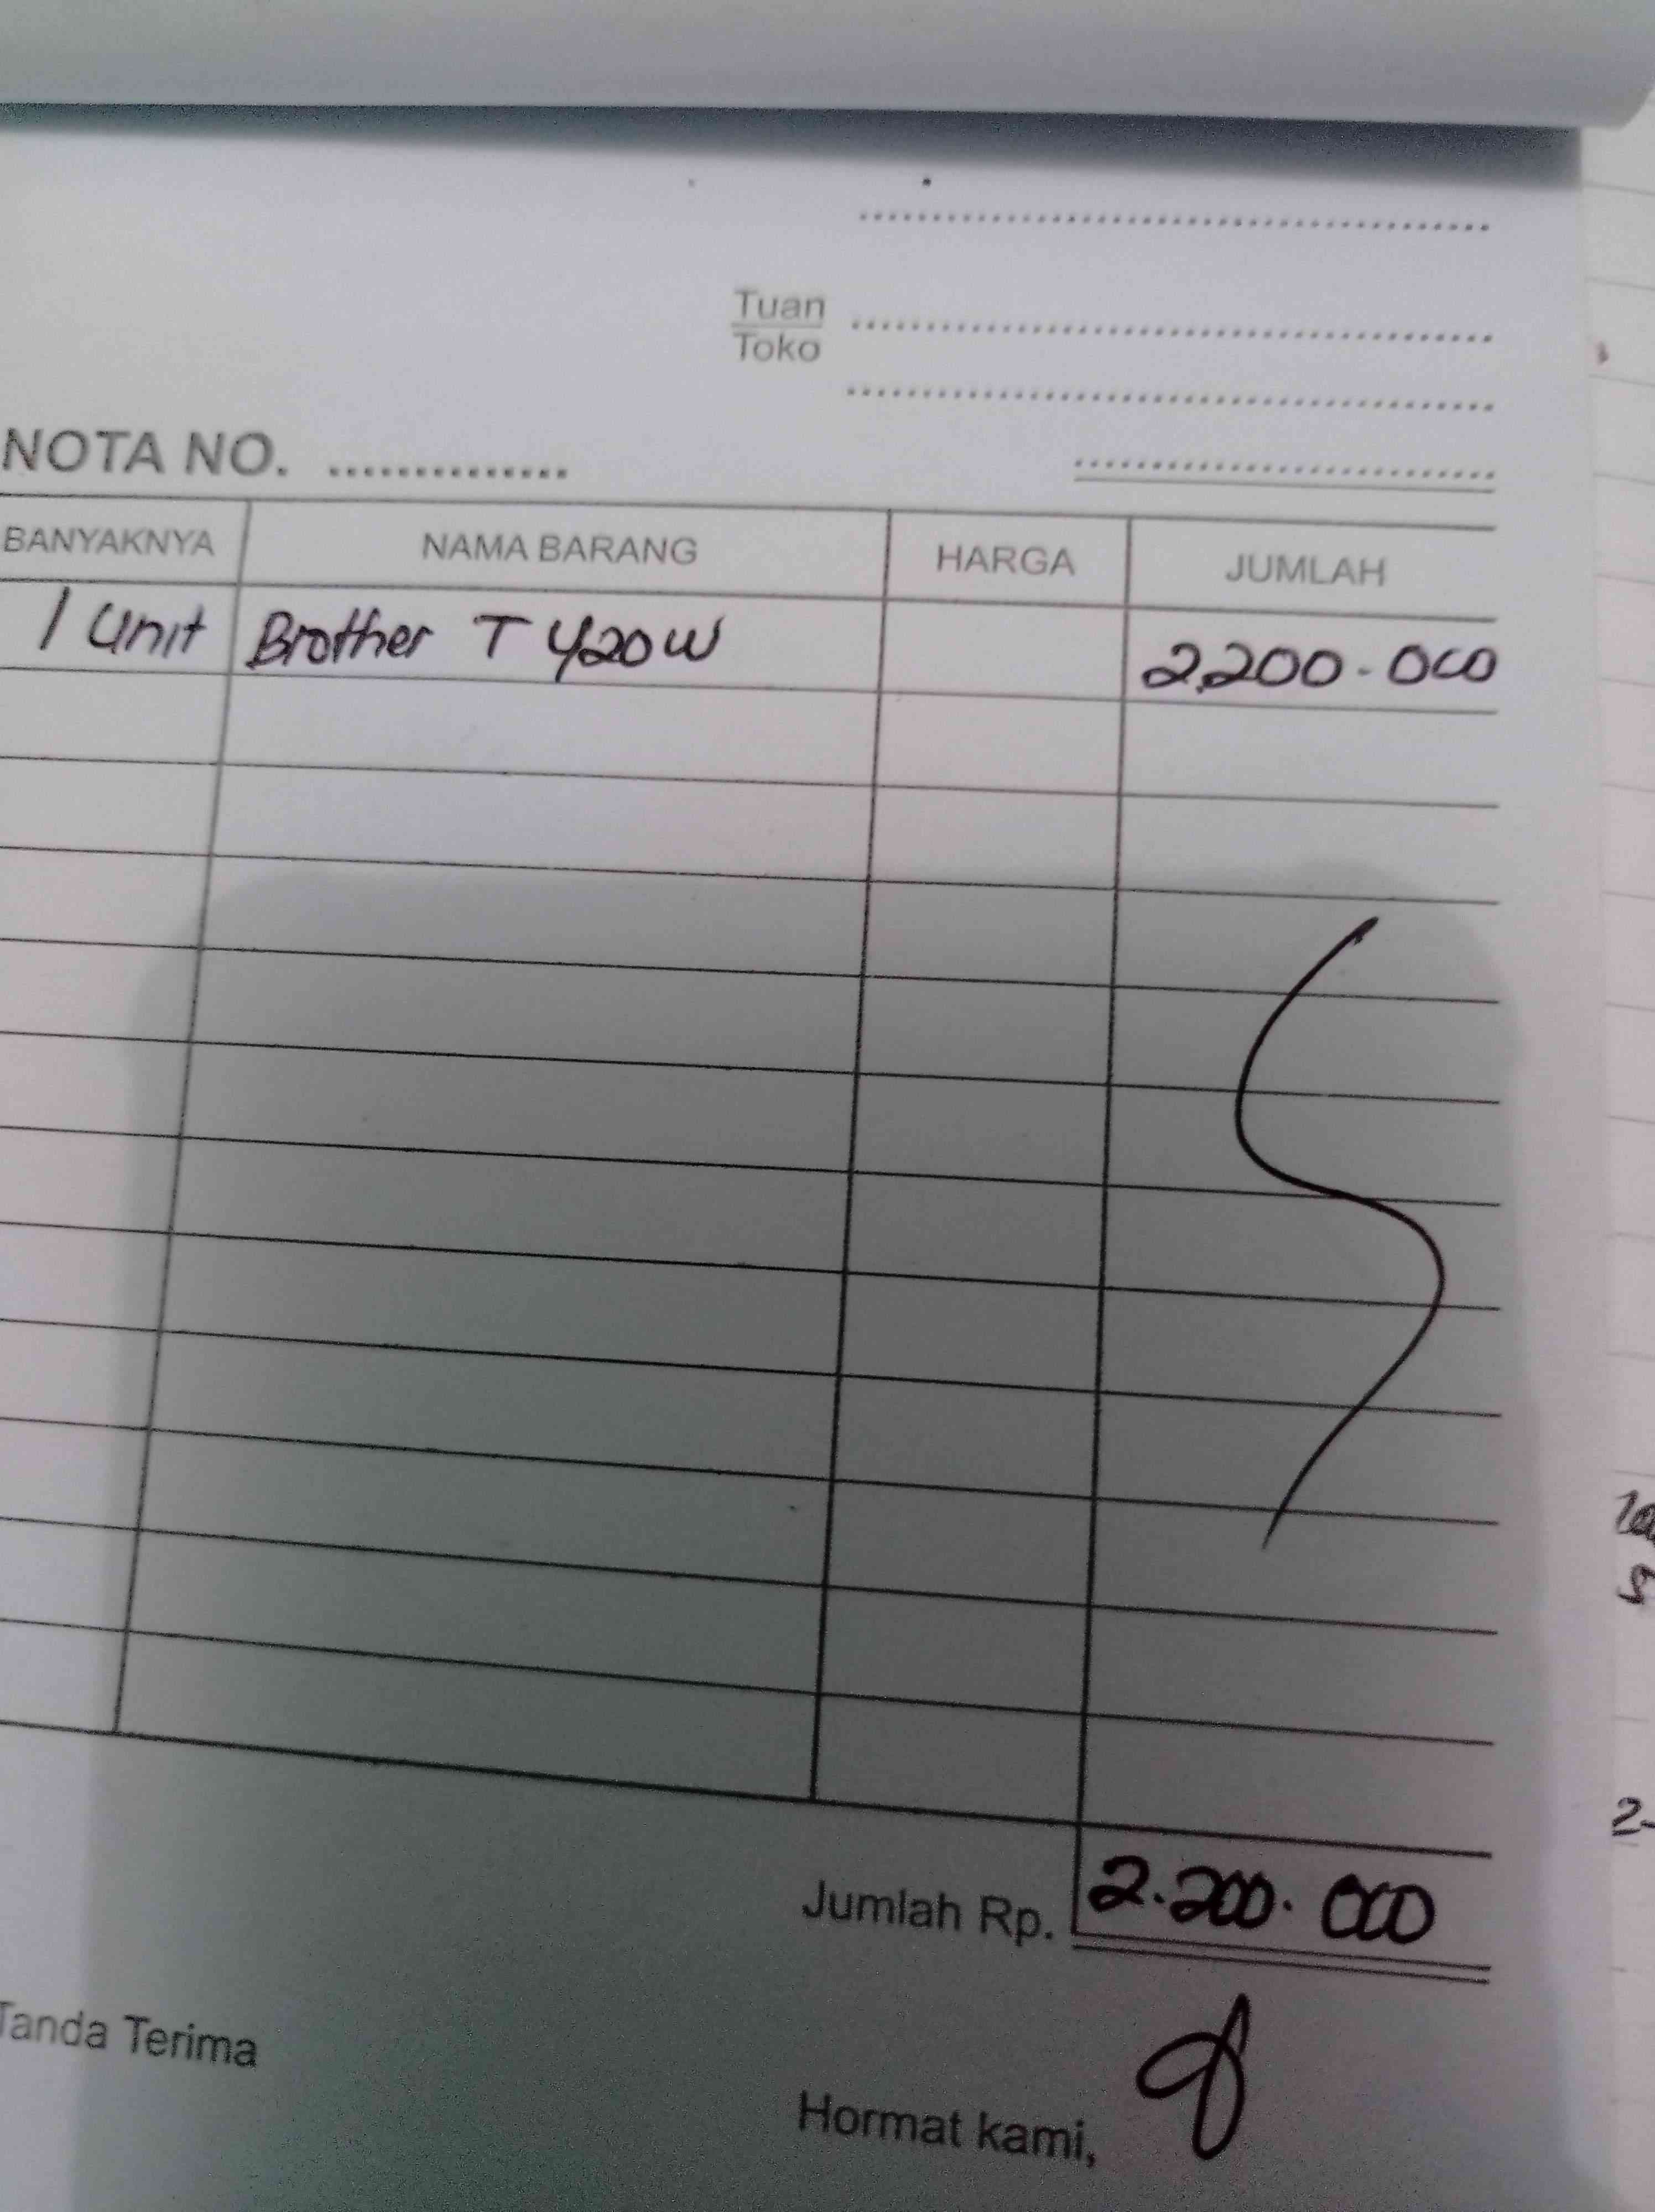 Tuan
Toko
NOTA NO. ..............
BANYAKNYA NAMA BARANG HARGA JUMLAH
1 Unit Brother T 420 W 2.200.000
Jumlah Rp. 2.200.000
Tanda Terima
Hormat kami,